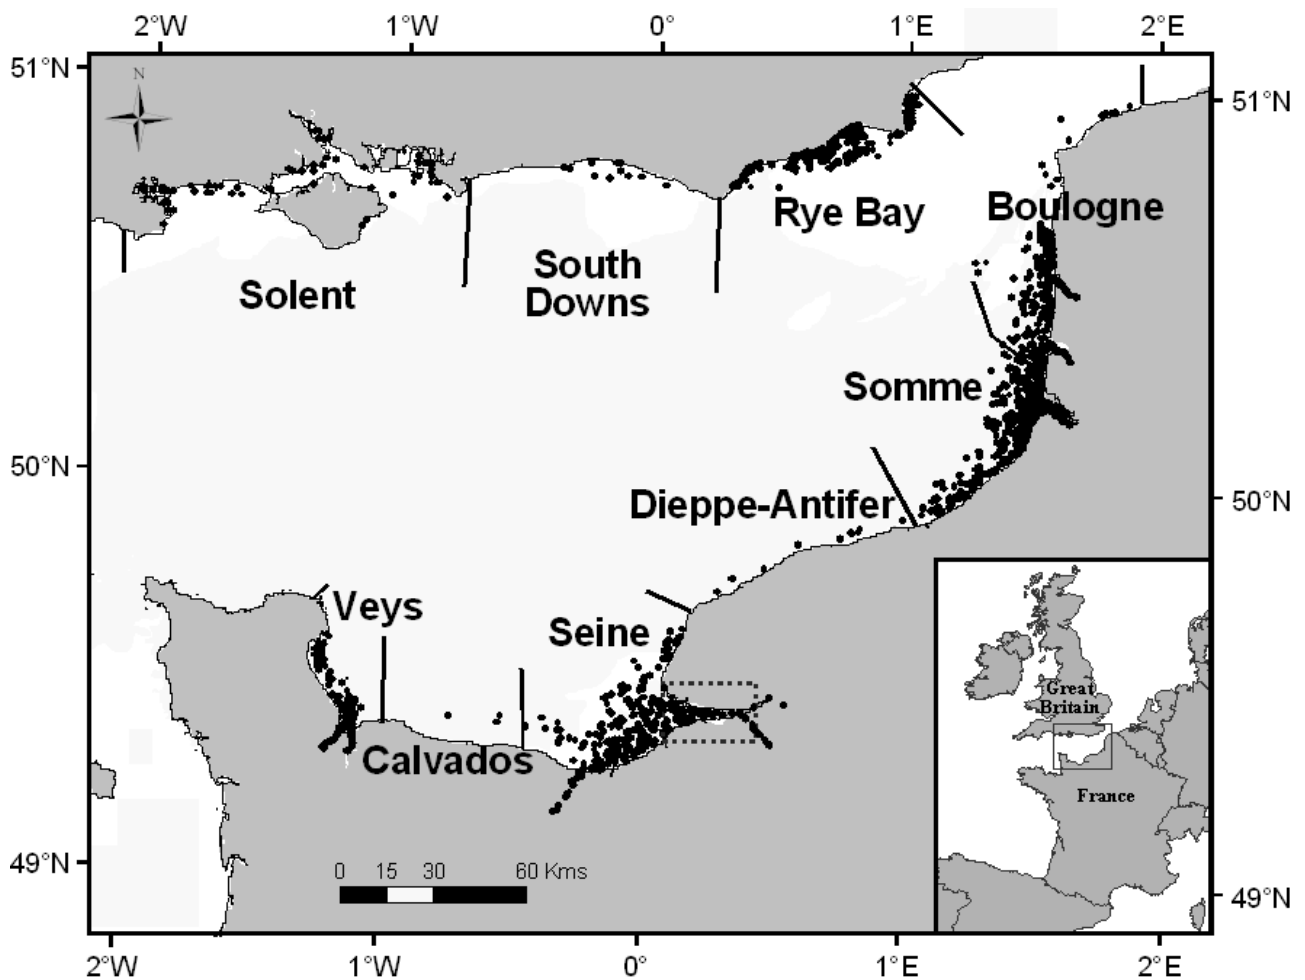 2°W 1°W 0° 1°E 2°E
51°N
N
51°N
Rye Bay
Boulogne
South
Downs
Solent
Somme
50°N
Dieppe-Antifer
50°N
Veys
Seine
Great
Britain
Calvados
France
0 15 30 60 Kms
49°N
49°N
2°W 1°W 0° 1°E 2°E